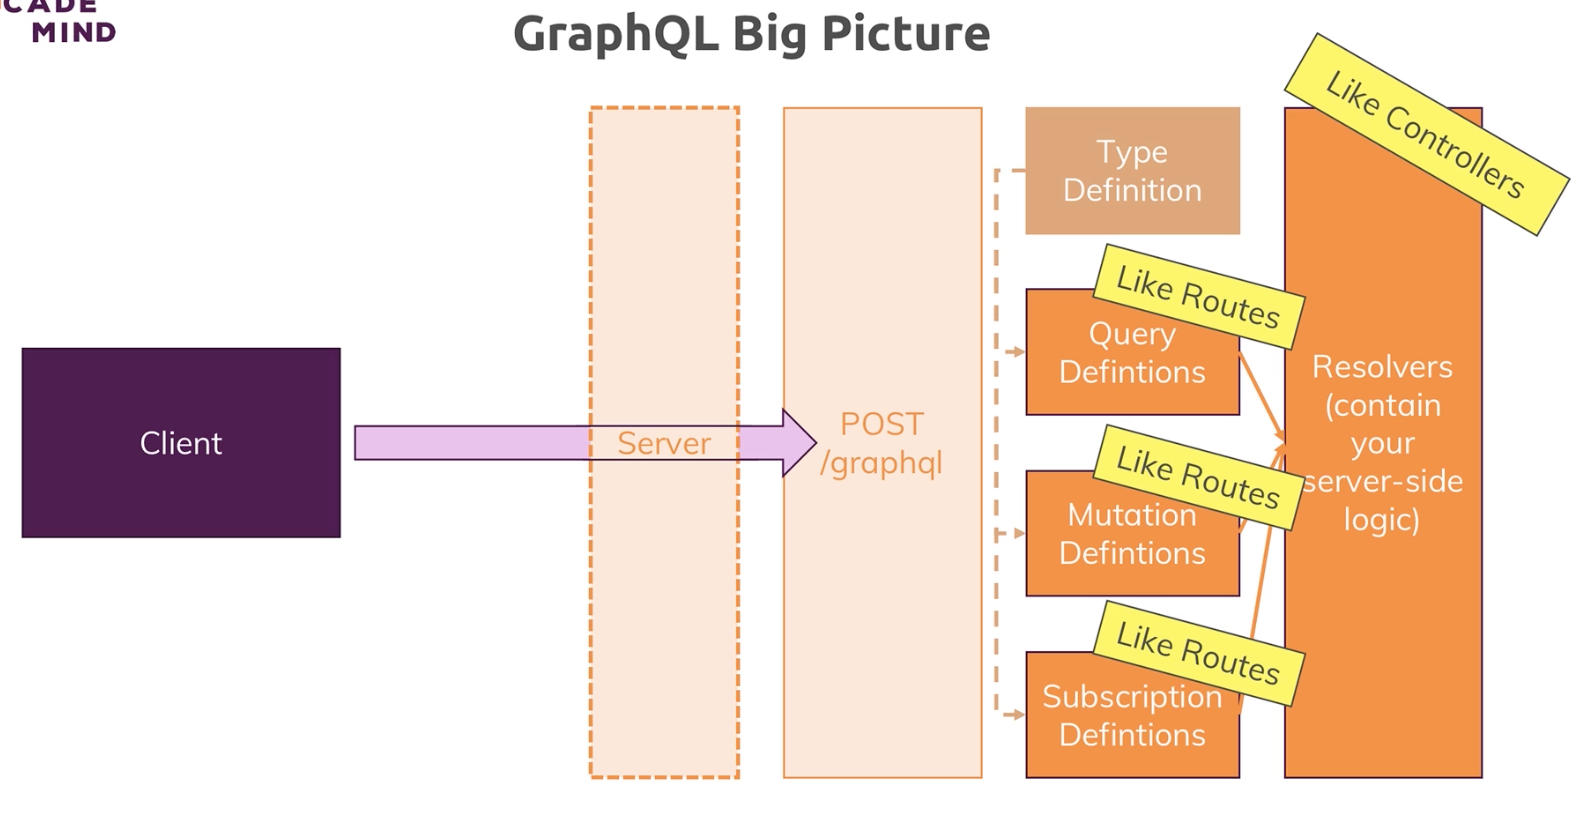 CADE
MIND
GraphQL Big Picture
Like Controllers
Type
Definition
Like Routes
Query
Defintions
Resolvers
(contain
your
server-side
logic)
Client
Server
POST
/graphql
Like Routes
Mutation
Defintions
Like Routes
Subscription
Defintions